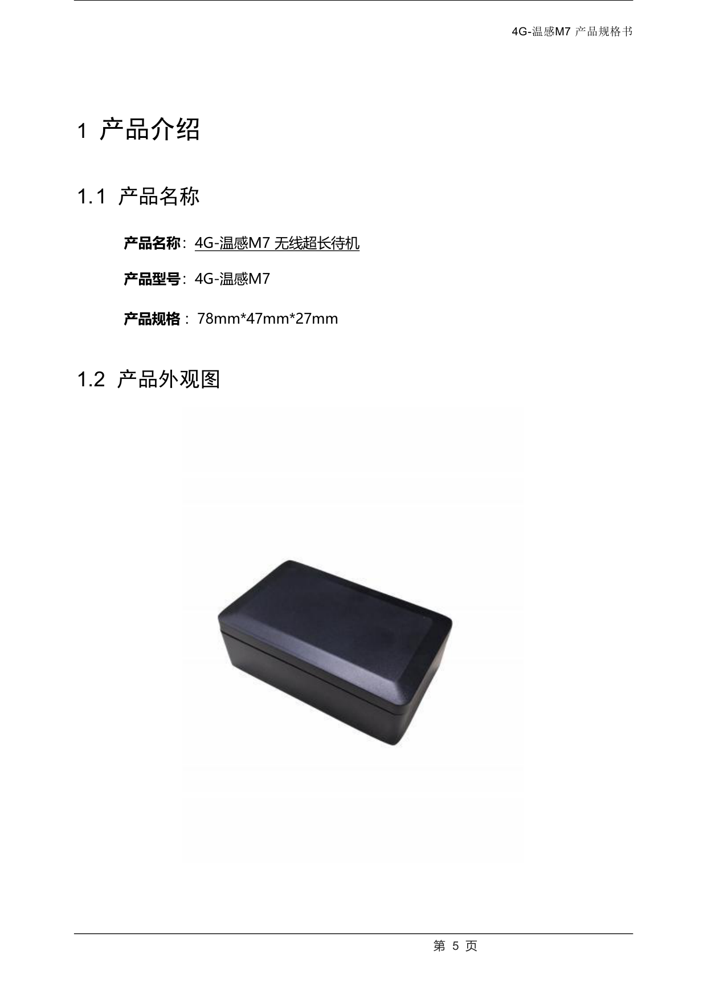 4G-温感M7 产品规格书
1 产品介绍
1.1 产品名称
产品名称：4G-温感M7 无线超长待机
产品型号：4G-温感M7
产品规格 ：78mm*47mm*27mm
1.2 产品外观图
第 5 页